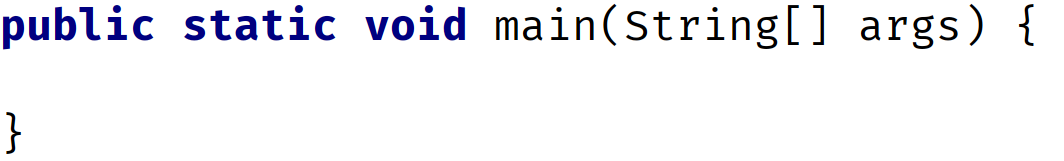 public static void main(String[] args) {
}